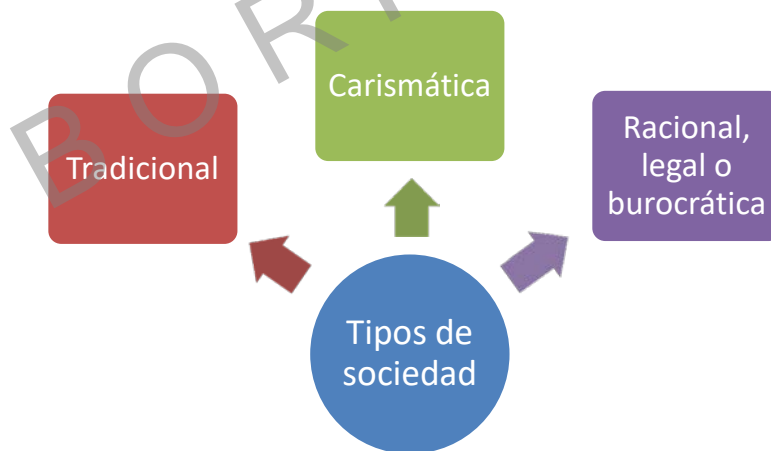 B O R
Carismática
Tradicional
Racional,
legal o
burocrática
Tipos de
sociedad